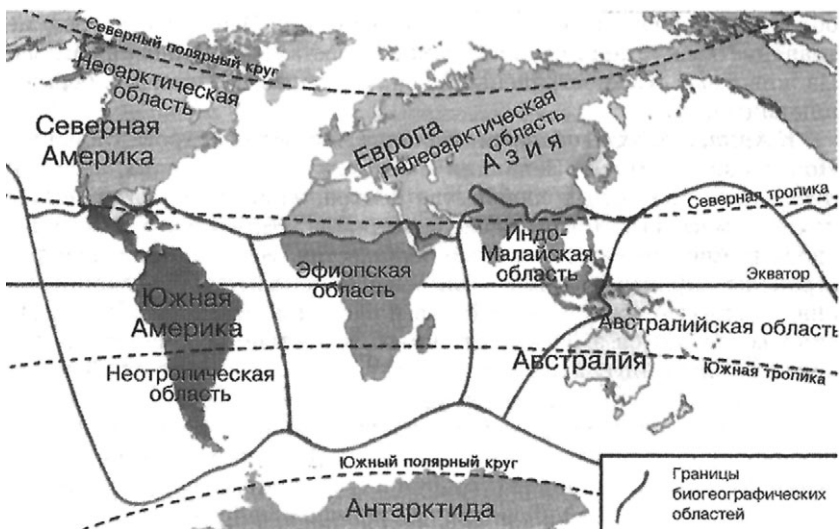 Северный полярный круг
Неоарктическая
область
Северная
Америка
Европа
Палеоарктическая
область
Азия
Северная тропика
Индо-
Малайская
область
Эфиопская
область
Экватор
Южная
Америка
Австралийская область
Австралия
Неотропическая
область
Южная тропика
Южный полярный круг
Антарктида
Границы
биогеографических
областей